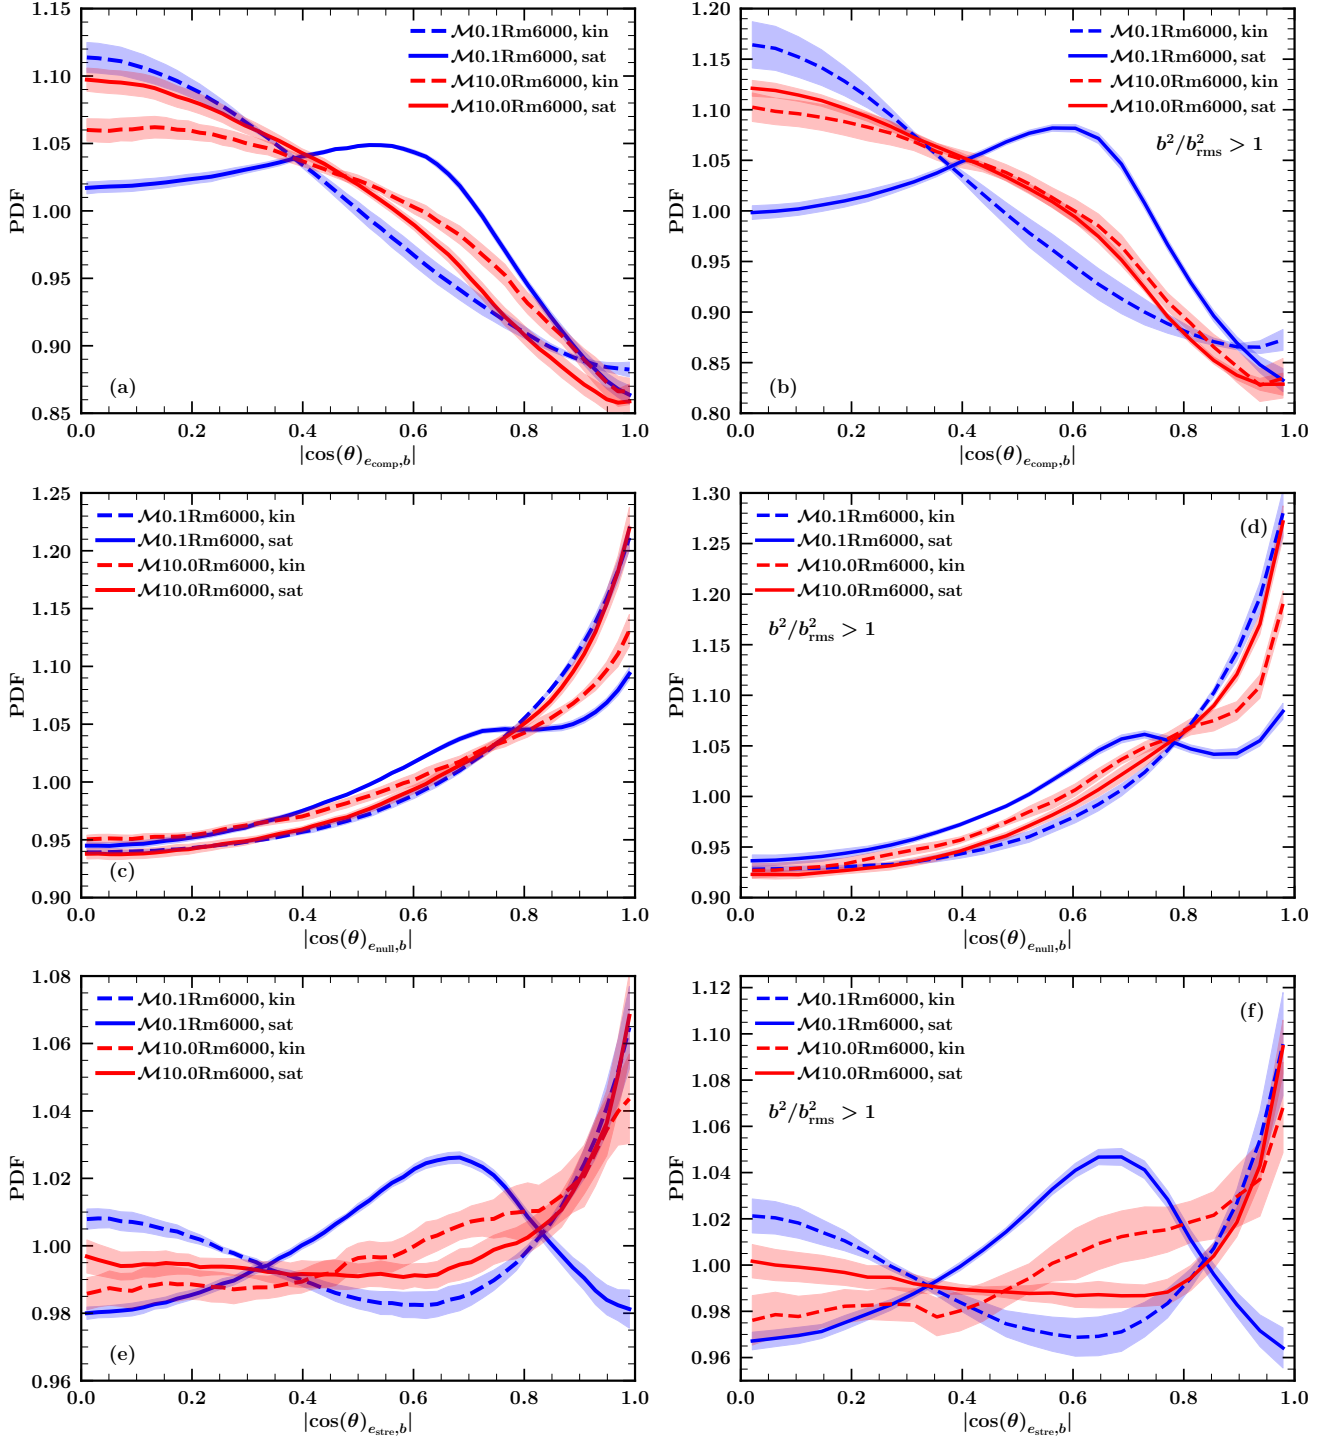 1.15
1.10
1.05
1.00
0.95
0.90
0.85
PDF
ℳ0.1Rm6000, kin
ℳ0.1Rm6000, sat
ℳ10.0Rm6000, kin
ℳ10.0Rm6000, sat
(a)
0.0 0.2 0.4 0.6 0.8 1.0
|cos(θ)_{e_comp,b}|
1.20
1.15
1.10
1.05
1.00
0.95
0.90
0.85
0.80
PDF
ℳ0.1Rm6000, kin
ℳ0.1Rm6000, sat
ℳ10.0Rm6000, kin
ℳ10.0Rm6000, sat
b²/b²_rms > 1
(b)
0.0 0.2 0.4 0.6 0.8 1.0
|cos(θ)_{e_comp,b}|
1.25
1.20
1.15
1.10
1.05
1.00
0.95
0.90
PDF
ℳ0.1Rm6000, kin
ℳ0.1Rm6000, sat
ℳ10.0Rm6000, kin
ℳ10.0Rm6000, sat
(c)
0.0 0.2 0.4 0.6 0.8 1.0
|cos(θ)_{e_null,b}|
1.30
1.25
1.20
1.15
1.10
1.05
1.00
0.95
0.90
PDF
ℳ0.1Rm6000, kin
ℳ0.1Rm6000, sat
ℳ10.0Rm6000, kin
ℳ10.0Rm6000, sat
(d)
b²/b²_rms > 1
0.0 0.2 0.4 0.6 0.8 1.0
|cos(θ)_{e_null,b}|
1.08
1.06
1.04
1.02
1.00
0.98
0.96
PDF
ℳ0.1Rm6000, kin
ℳ0.1Rm6000, sat
ℳ10.0Rm6000, kin
ℳ10.0Rm6000, sat
(e)
0.0 0.2 0.4 0.6 0.8 1.0
|cos(θ)_{e_stre,b}|
1.12
1.10
1.08
1.06
1.04
1.02
1.00
0.98
0.96
PDF
ℳ0.1Rm6000, kin
ℳ0.1Rm6000, sat
ℳ10.0Rm6000, kin
ℳ10.0Rm6000, sat
(f)
b²/b²_rms > 1
0.0 0.2 0.4 0.6 0.8 1.0
|cos(θ)_{e_stre,b}|